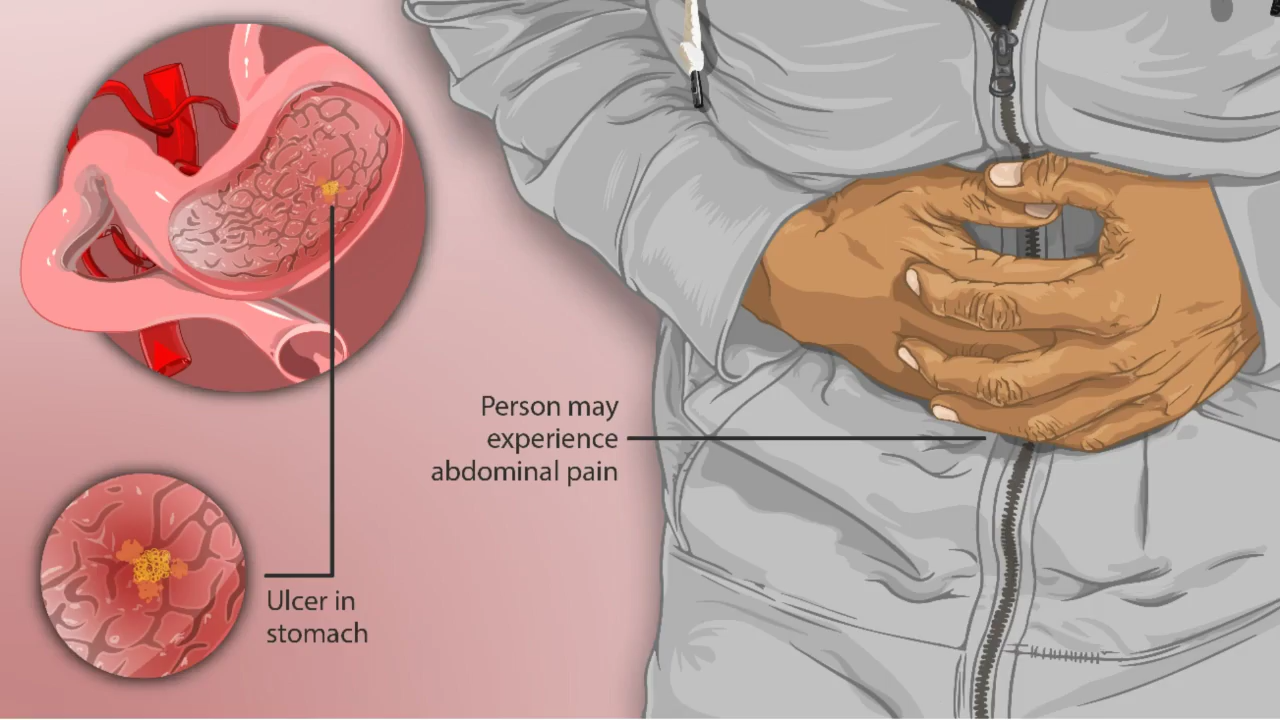 Person may
experience
abdominal pain
Ulcer in
stomach